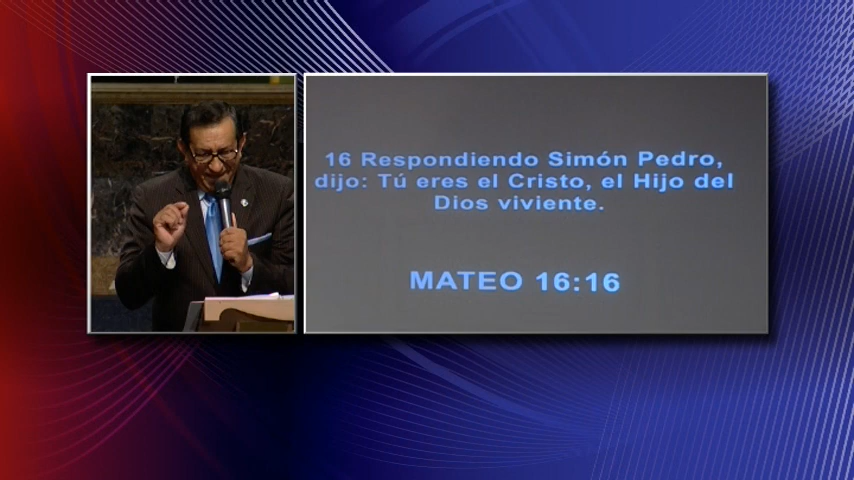 16 Respondiendo Simón Pedro,
dijo: Tú eres el Cristo, el Hijo del
Dios viviente.
MATEO 16:16